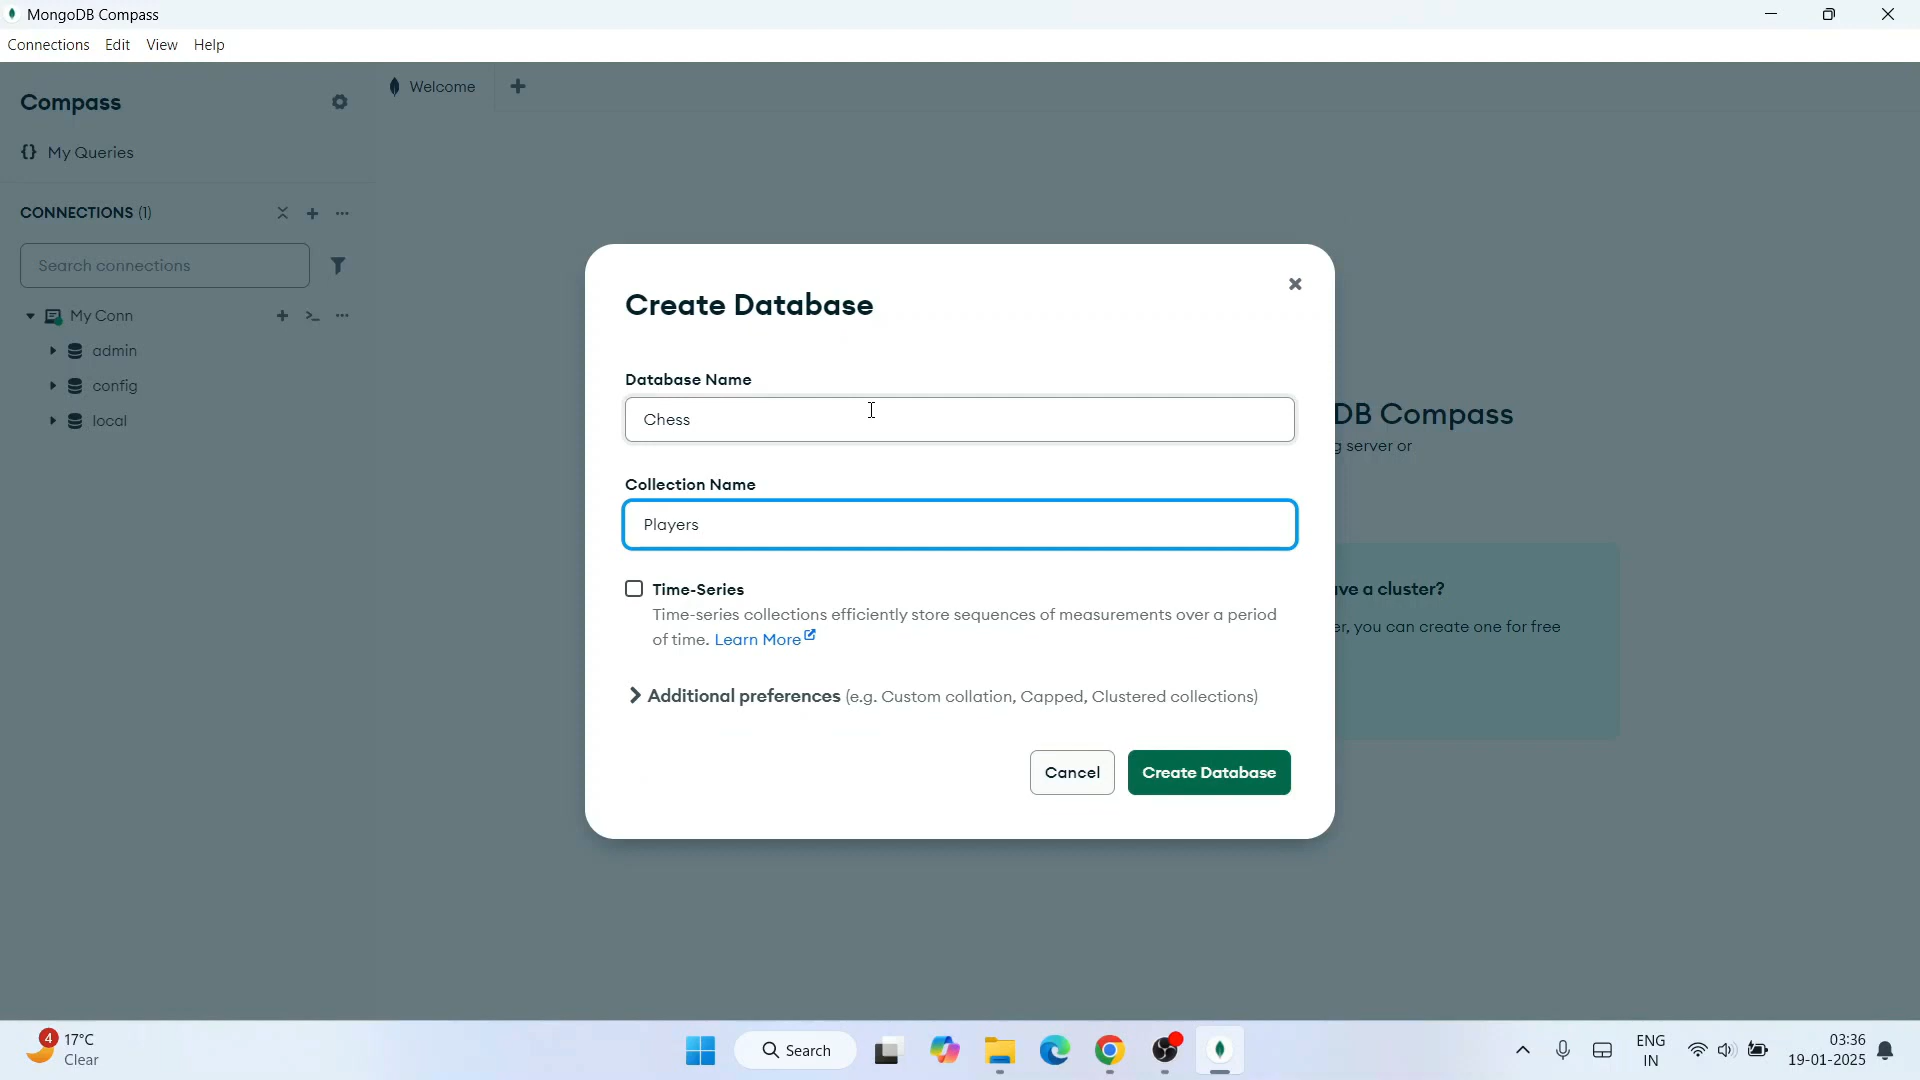 MongoDB Compass
Connections Edit View Help
Compass
Welcome
{} My Queries
CONNECTIONS (1)
Search connections
My Conn
admin
config
local
Create Database
Database Name
Chess
Collection Name
Players
Time-Series
Time-series collections efficiently store sequences of measurements over a period
of time. Learn More
Additional preferences (e.g. Custom collation, Capped, Clustered collections)
Cancel Create Database
DB Compass
server or
ve a cluster?
er, you can create one for free
4 17°C
Clear
Search
ENG
IN
03:36
19-01-2025